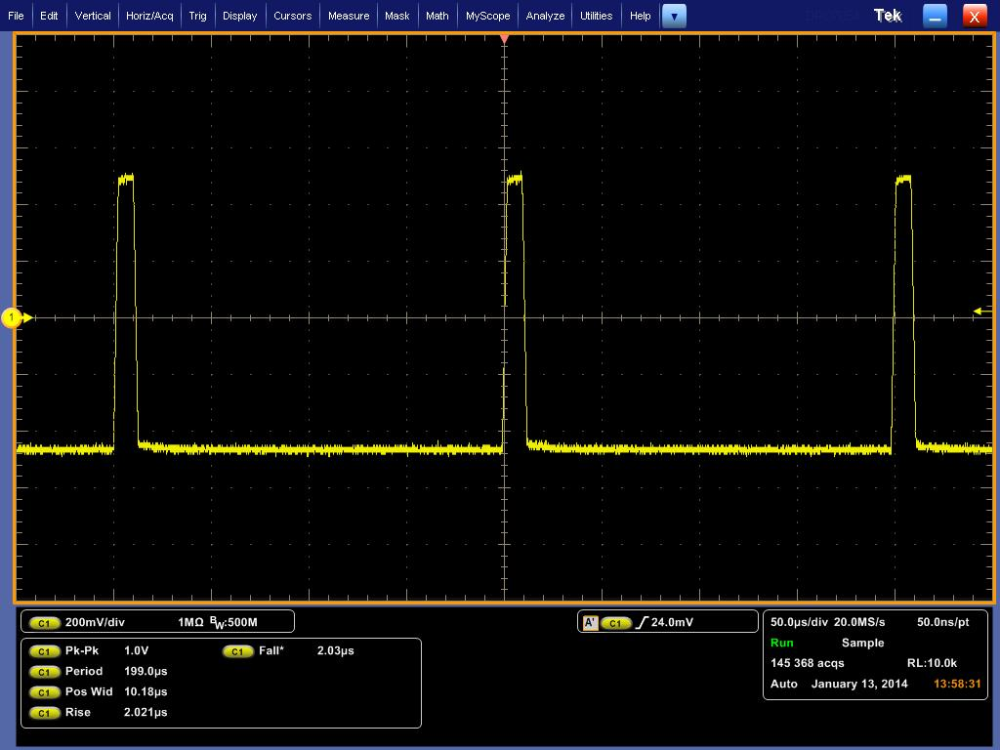 File Edit Vertical Horiz/Acq Trig Display Cursors Measure Mask Math MyScope Analyze Utilities Help Tek X
1
C1 200mV/div 1MΩ BW:500M
A' C1 24.0mV
50.0µs/div 20.0MS/s 50.0ns/pt
Run Sample
145 368 acqs RL:10.0k
Auto January 13, 2014 13:58:31
C1 Pk-Pk 1.0V C1 Fall* 2.03µs
C1 Period 199.0µs
C1 Pos Wid 10.18µs
C1 Rise 2.021µs